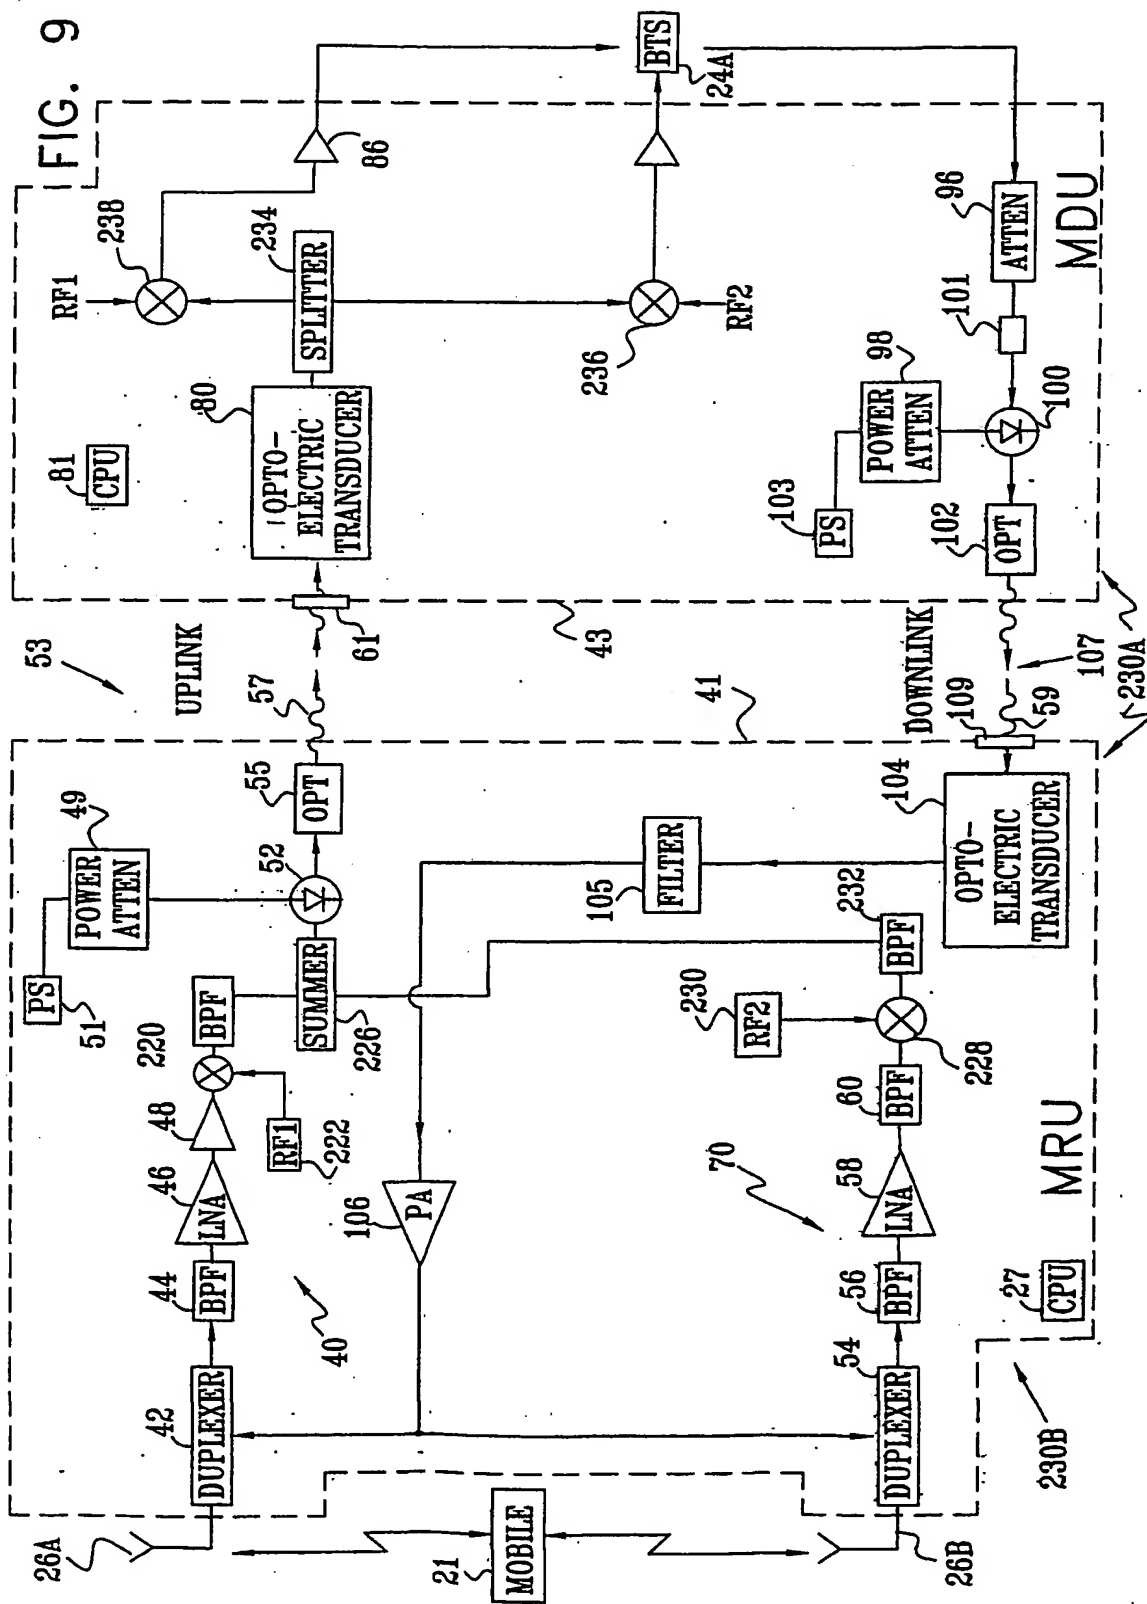 FIG. 9
53
UPLINK
57
61
43
41
DOWNLINK
109
59
107
230A
230B
MDU
81
CPU
80
OPTO-
ELECTRIC
TRANSDUCER
234
SPLITTER
RF1
238
86
236
RF2
BTS
24A
96
ATTEN
101
98
POWER
ATTEN
100
103
PS
102
OPT
MRU
27
CPU
26A
42
DUPLEXER
44
BPF
46
LNA
48
220
BPF
RF1
222
40
SUMMER
226
PS
51
49
POWER
ATTEN
52
55
OPT
104
OPTO-
ELECTRIC
TRANSDUCER
105
FILTER
106
PA
21
MOBILE
26B
54
DUPLEXER
56
BPF
58
LNA
70
60
BPF
228
230
RF2
232
BPF